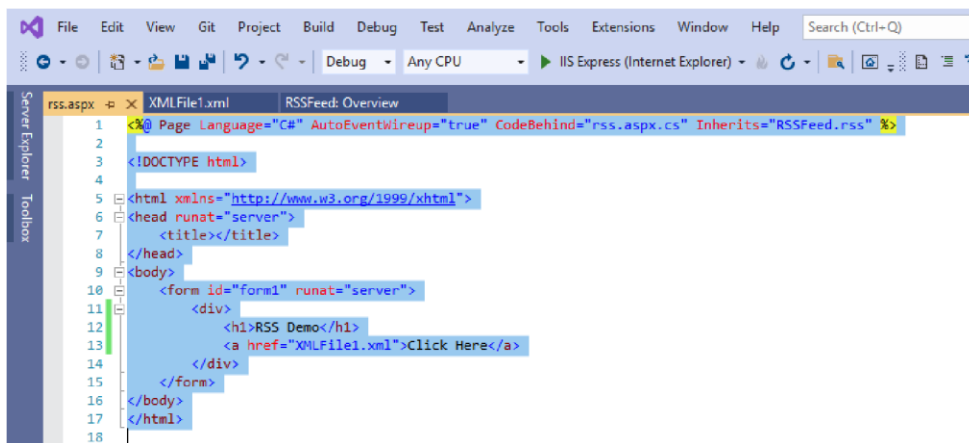 File Edit View Git Project Build Debug Test Analyze Tools Extensions Window Help Search (Ctrl+Q)
Debug Any CPU IIS Express (Internet Explorer)
Server Explorer
Toolbox
rss.aspx XMLFile1.xml RSSFeed: Overview
1 <%@ Page Language="C#" AutoEventWireup="true" CodeBehind="rss.aspx.cs" Inherits="RSSFeed.rss" %>
2
3 <!DOCTYPE html>
4
5 <html xmlns="http://www.w3.org/1999/xhtml">
6 <head runat="server">
7     <title></title>
8 </head>
9 <body>
10     <form id="form1" runat="server">
11         <div>
12             <h1>RSS Demo</h1>
13             <a href="XMLFile1.xml">Click Here</a>
14         </div>
15     </form>
16 </body>
17 </html>
18